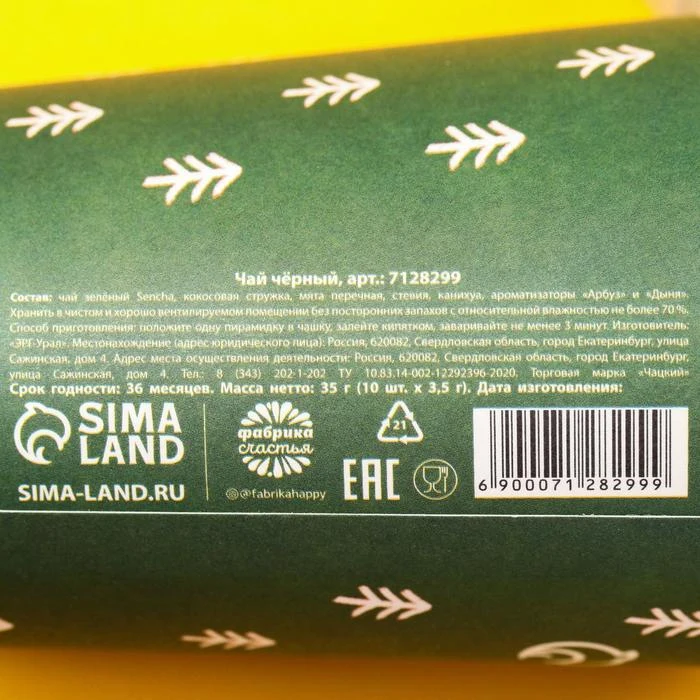 Чай чёрный, арт.: 7128299
Состав: чай зелёный Sencha, кокосовая стружка, мята перечная, стевия, канихуа, ароматизаторы «Арбуз» и «Дыня».
Хранить в чистом и хорошо вентилируемом помещении без посторонних запахов с относительной влажностью не более 70 %.
Способ приготовления: положите одну пирамидку в чашку, залейте кипятком, заваривайте не менее 3 минут. Изготовитель:
«ЭРГ-Урал». Местонахождение (адрес юридического лица): Россия, 620082, Свердловская область, город Екатеринбург, улица
Сажинская, дом 4. Адрес места осуществления деятельности: Россия, 620082, Свердловская область, город Екатеринбург,
улица Сажинская, дом 4. Тел.: 8 (343) 202-1-202 ТУ 10.83.14-002-12292396-2020. Торговая марка «Чацкий»
Срок годности: 36 месяцев. Масса нетто: 35 г (10 шт. х 3,5 г). Дата изготовления:
SIMA
LAND
SIMA-LAND.RU
фабрика
счастья
@fabrikahappy
21
EAC
6 900071 282999